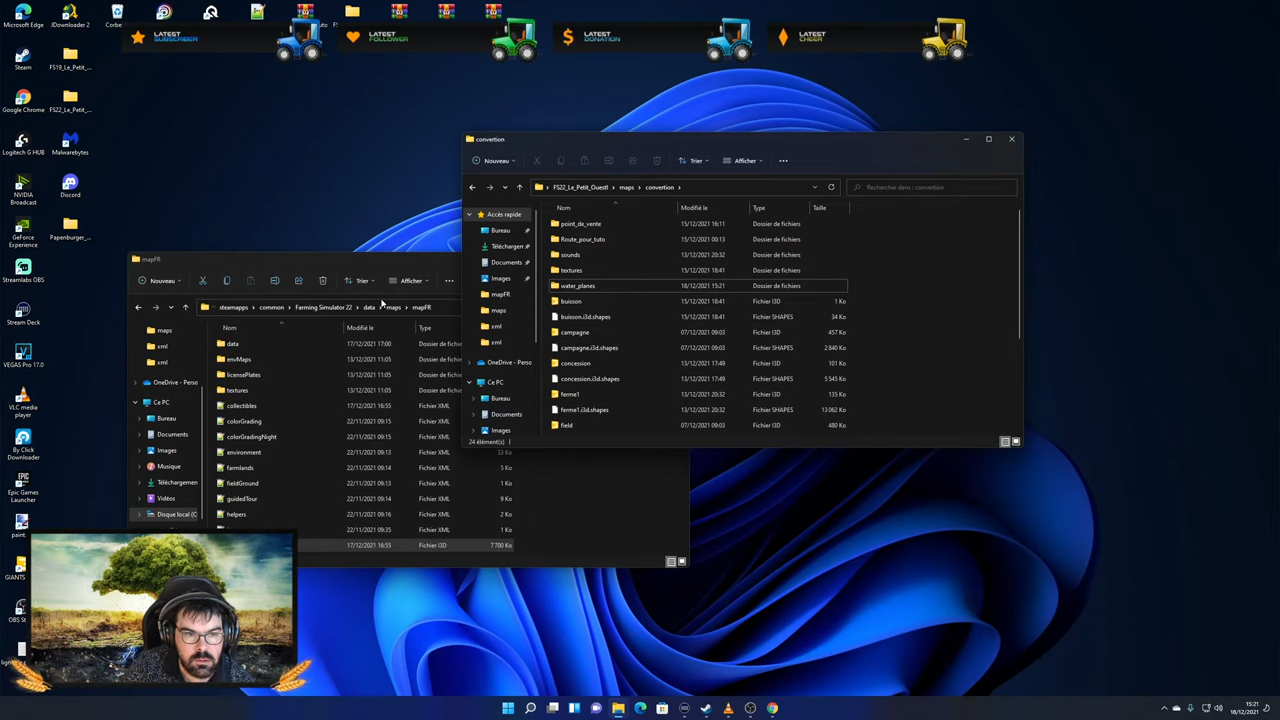 Microsoft Edge
JDownloader 2
Corbe
LATEST
SUBSCRIBER
LATEST
FOLLOWER
LATEST
DONATION
LATEST
CHEER
Steam
FS19_Le_Petit_...
Google Chrome
FS22_Le_Petit_...
Logitech G HUB
Malwarebytes
NVIDIA
Broadcast
Discord
GeForce
Experience
Papenburger_...
Streamlabs OBS
Stream Deck
VEGAS Pro 17.0
VLC media
player
By Click
Downloader
Epic Games
Launcher
paint.
GIANTS
OBS St
convertion
Nouveau
Trier
Afficher
FS22_Le_Petit_Ouestl
maps
convertion
Rechercher dans : convertion
Accès rapide
Bureau
Téléchargen
Documents
Images
mapFR
maps
xml
xml
OneDrive - Perso
Ce PC
Bureau
Documents
Images
Nom Modifié le Type Taille
point_de_vente 15/12/2021 16:11 Dossier de fichiers
Route_pour_tuto 15/12/2021 00:13 Dossier de fichiers
sounds 13/12/2021 20:32 Dossier de fichiers
textures 15/12/2021 18:41 Dossier de fichiers
water_planes 18/12/2021 15:21 Dossier de fichiers
buisson 15/12/2021 18:41 Fichier I3D 1 Ko
buisson.i3d.shapes 15/12/2021 18:41 Fichier SHAPES 34 Ko
campagne 07/12/2021 09:03 Fichier I3D 457 Ko
campagne.i3d.shapes 07/12/2021 09:03 Fichier SHAPES 2 840 Ko
concession 13/12/2021 17:49 Fichier I3D 101 Ko
concession.i3d.shapes 13/12/2021 17:49 Fichier SHAPES 5 545 Ko
ferme1 13/12/2021 20:32 Fichier I3D 135 Ko
ferme1.i3d.shapes 13/12/2021 20:32 Fichier SHAPES 13 062 Ko
field 07/12/2021 09:03 Fichier I3D 480 Ko
24 élément(s)
mapFR
Nouveau
Trier
Afficher
steamapps
common
Farming Simulator 22
data
maps
mapFR
maps
xml
xml
OneDrive - Perso
Ce PC
Bureau
Documents
Images
Musique
Téléchargemen
Vidéos
Disque local (C
Nom Modifié le Type
data 17/12/2021 17:00 Dossier de fichie
envMaps 13/12/2021 11:05 Dossier de fichie
licensePlates 13/12/2021 11:05 Dossier de fichie
textures 13/12/2021 11:05 Dossier de fichie
collectibles 17/12/2021 16:55 Fichier XML
colorGrading 22/11/2021 09:15 Fichier XML
colorGradingNight 22/11/2021 09:15 Fichier XML
environment 22/11/2021 09:14 Fichier XML 33 Ko
farmlands 22/11/2021 09:14 Fichier XML 4 Ko
fieldGround 22/11/2021 09:13 Fichier XML 1 Ko
guidedTour 22/11/2021 09:14 Fichier XML 9 Ko
helpers 22/11/2021 09:16 Fichier XML 2 Ko
22/11/2021 09:35 Fichier XML 1 Ko
17/12/2021 16:55 Fichier I3D 7 700 Ko
15:21
18/12/2021